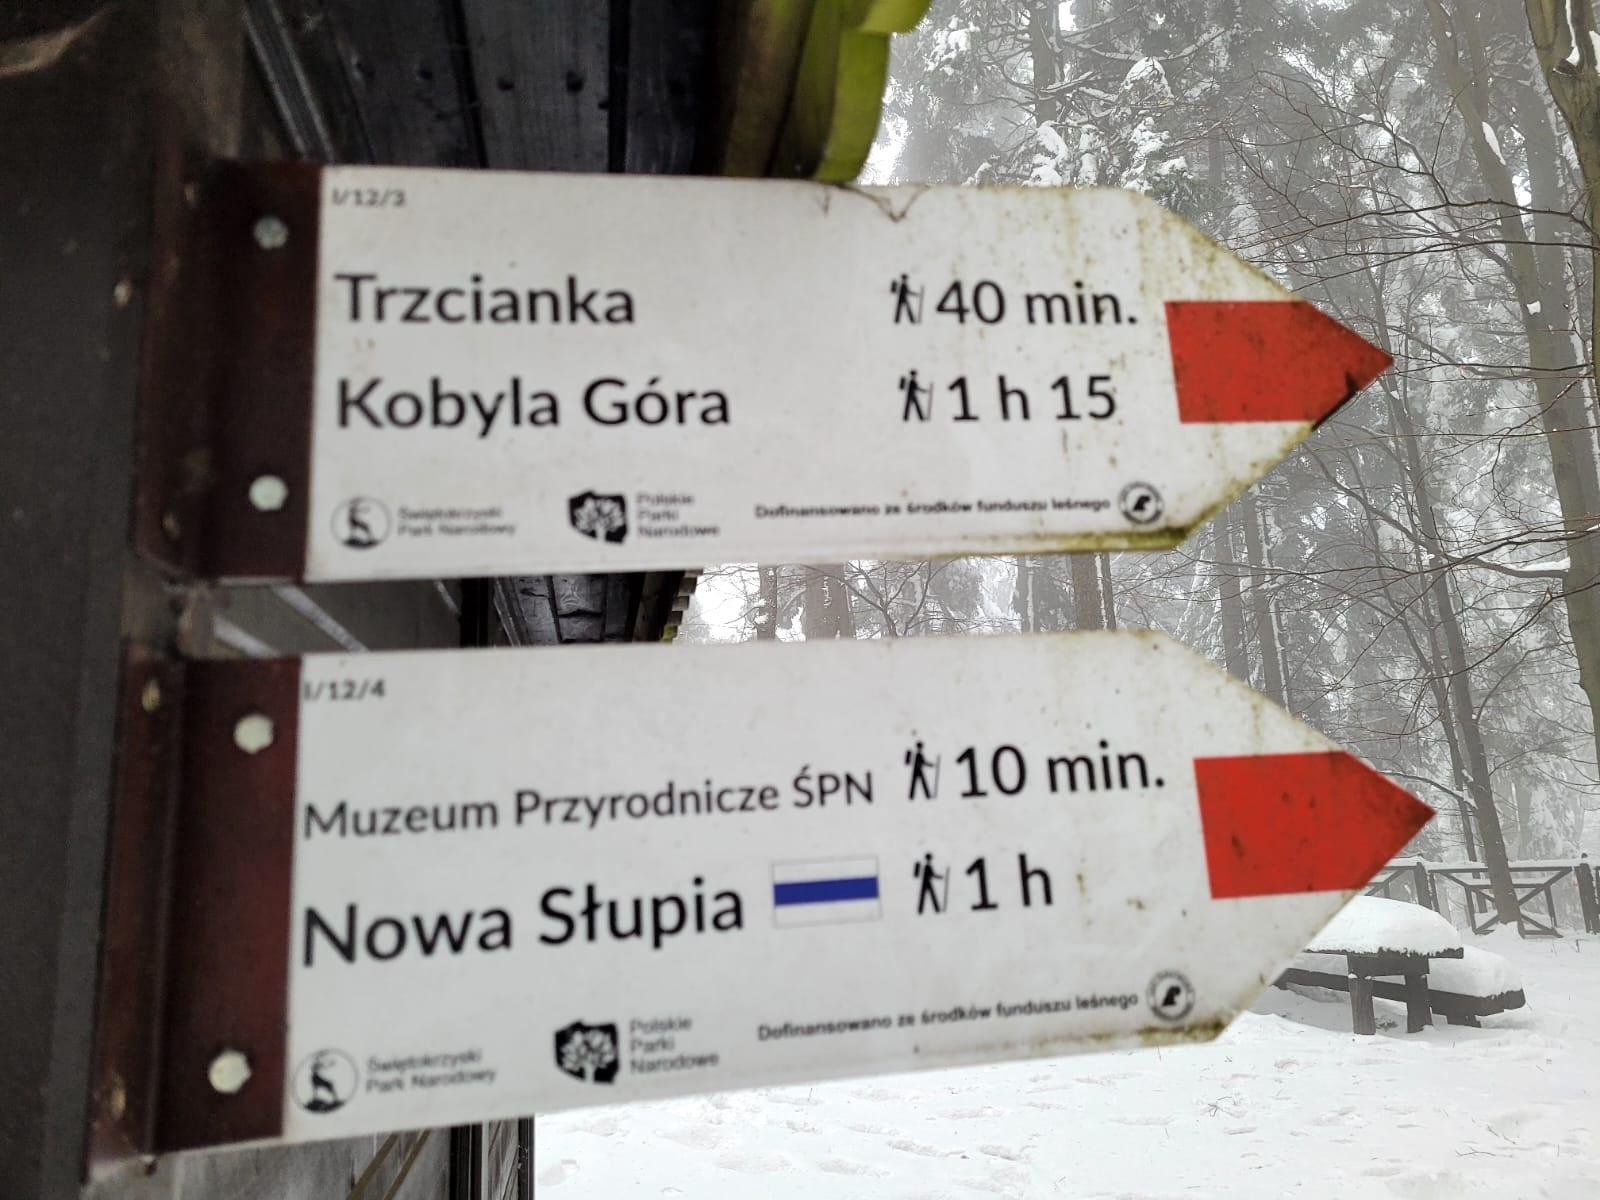 I/12/3
Trzcianka 40 min.
Kobyla Góra 1 h 15
Świętokrzyski
Park Narodowy
Polskie
Parki
Narodowe
Dofinansowano ze środków funduszu leśnego
I/12/4
Muzeum Przyrodnicze ŚPN 10 min.
Nowa Słupia 1 h
Świętokrzyski
Park Narodowy
Polskie
Parki
Narodowe
Dofinansowano ze środków funduszu leśnego